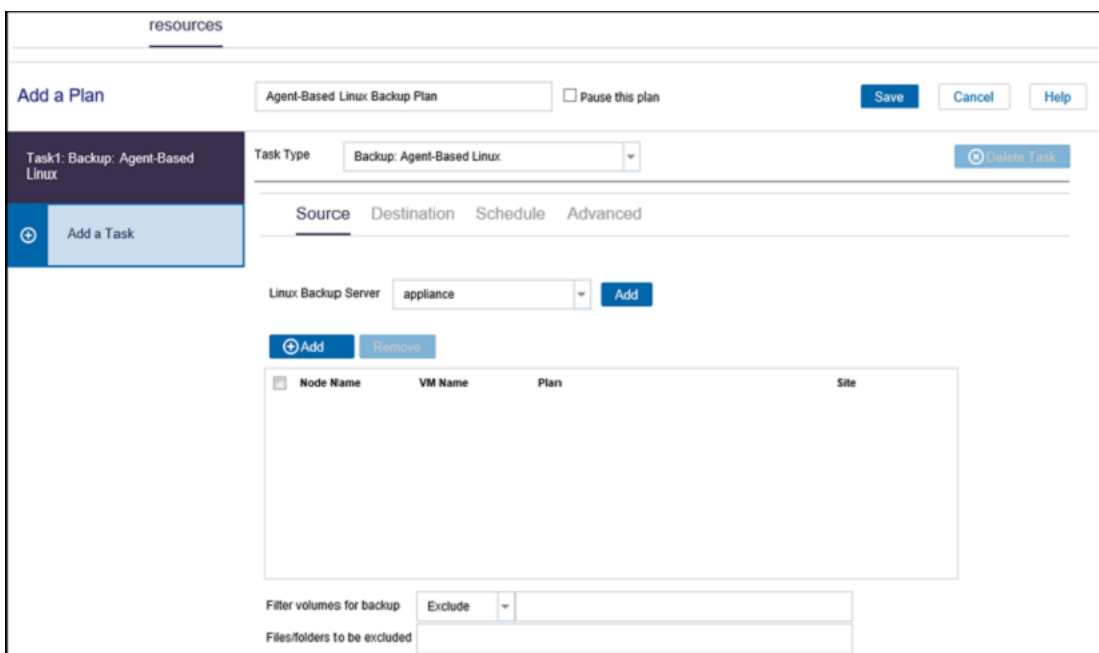 resources
Add a Plan
Agent-Based Linux Backup Plan
Pause this plan
Save
Cancel
Help
Task1: Backup: Agent-Based
Linux
Task Type
Backup: Agent-Based Linux
Delete Task
Add a Task
Source
Destination
Schedule
Advanced
Linux Backup Server
appliance
Add
Add
Remove
Node Name
VM Name
Plan
Site
Filter volumes for backup
Exclude
Files/folders to be excluded